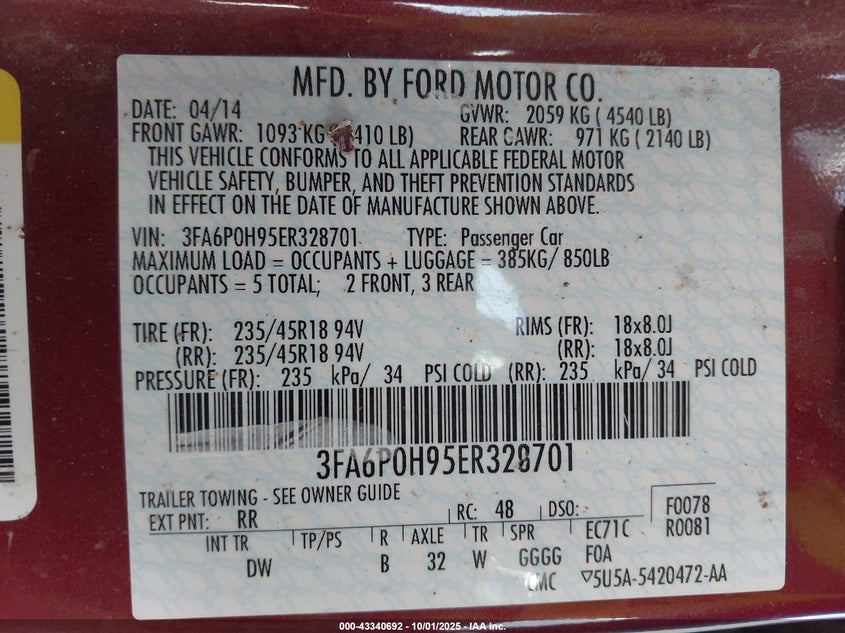 MFD. BY FORD MOTOR CO.
DATE: 04/14 GVWR: 2059 KG ( 4540 LB)
FRONT GAWR: 1093 KG 410 LB) REAR GAWR: 971 KG ( 2140 LB)
THIS VEHICLE CONFORMS TO ALL APPLICABLE FEDERAL MOTOR
VEHICLE SAFETY, BUMPER, AND THEFT PREVENTION STANDARDS
IN EFFECT ON THE DATE OF MANUFACTURE SHOWN ABOVE.
VIN: 3FA6P0H95ER328701 TYPE: Passenger Car
MAXIMUM LOAD = OCCUPANTS + LUGGAGE = 385KG/ 850LB
OCCUPANTS = 5 TOTAL; 2 FRONT, 3 REAR
TIRE (FR): 235/45R18 94V RIMS (FR): 18x8.0J
(RR): 235/45R18 94V (RR): 18x8.0J
PRESSURE (FR): 235 kPa/ 34 PSI COLD (RR): 235 kPa/ 34 PSI COLD
3FA6P0H95ER328701
TRAILER TOWING - SEE OWNER GUIDE
EXT PNT: RR RC: 48 DSO: F0078
R0081
INT TR TP/PS R AXLE TR SPR EC71C
DW B 32 W GGGG F0A
▽5U5A-5420472-AA
000-43340692 - 10/01/2025 - IAA Inc.